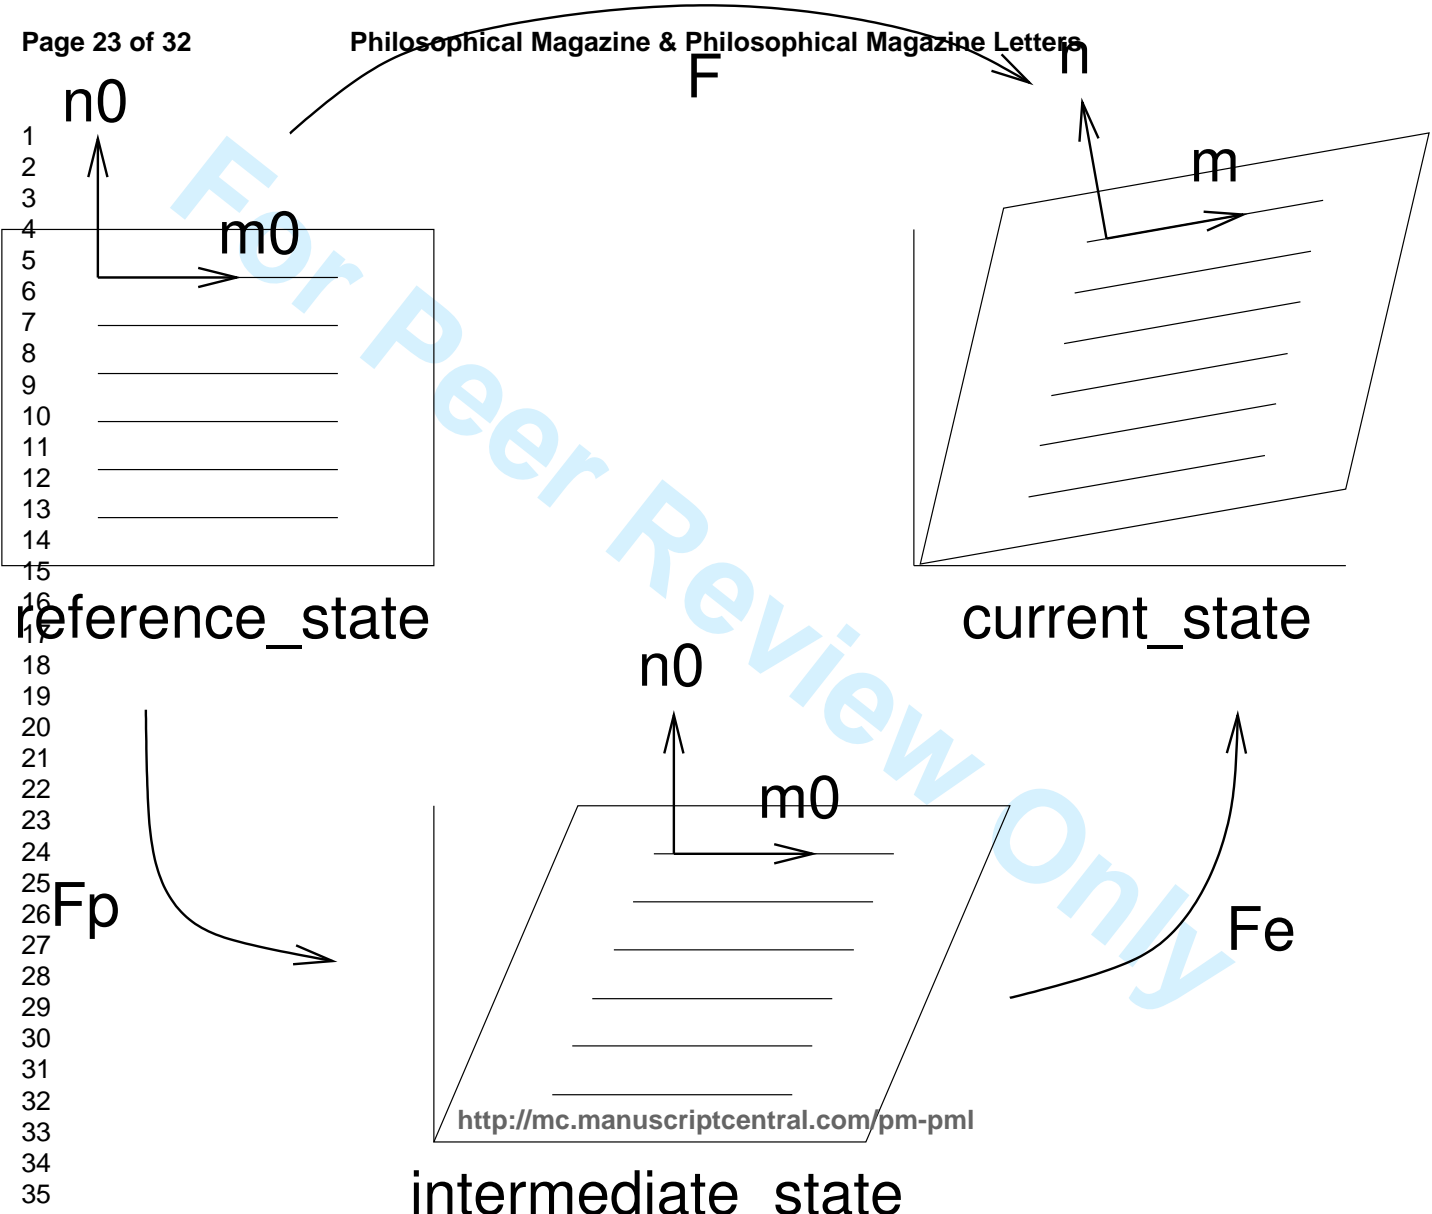 Page 23 of 32 Philosophical Magazine & Philosophical Magazine Letters
F
n
n0
m
m0
1
2
3
4
5
6
7
8
9
10
11
12
13
14
15
16
17
18
19
20
21
22
23
24
25
26
27
28
29
30
31
32
33
34
35
For Peer Review Only
reference_state
current_state
n0
m0
Fp
Fe
http://mc.manuscriptcentral.com/pm-pml
intermediate state